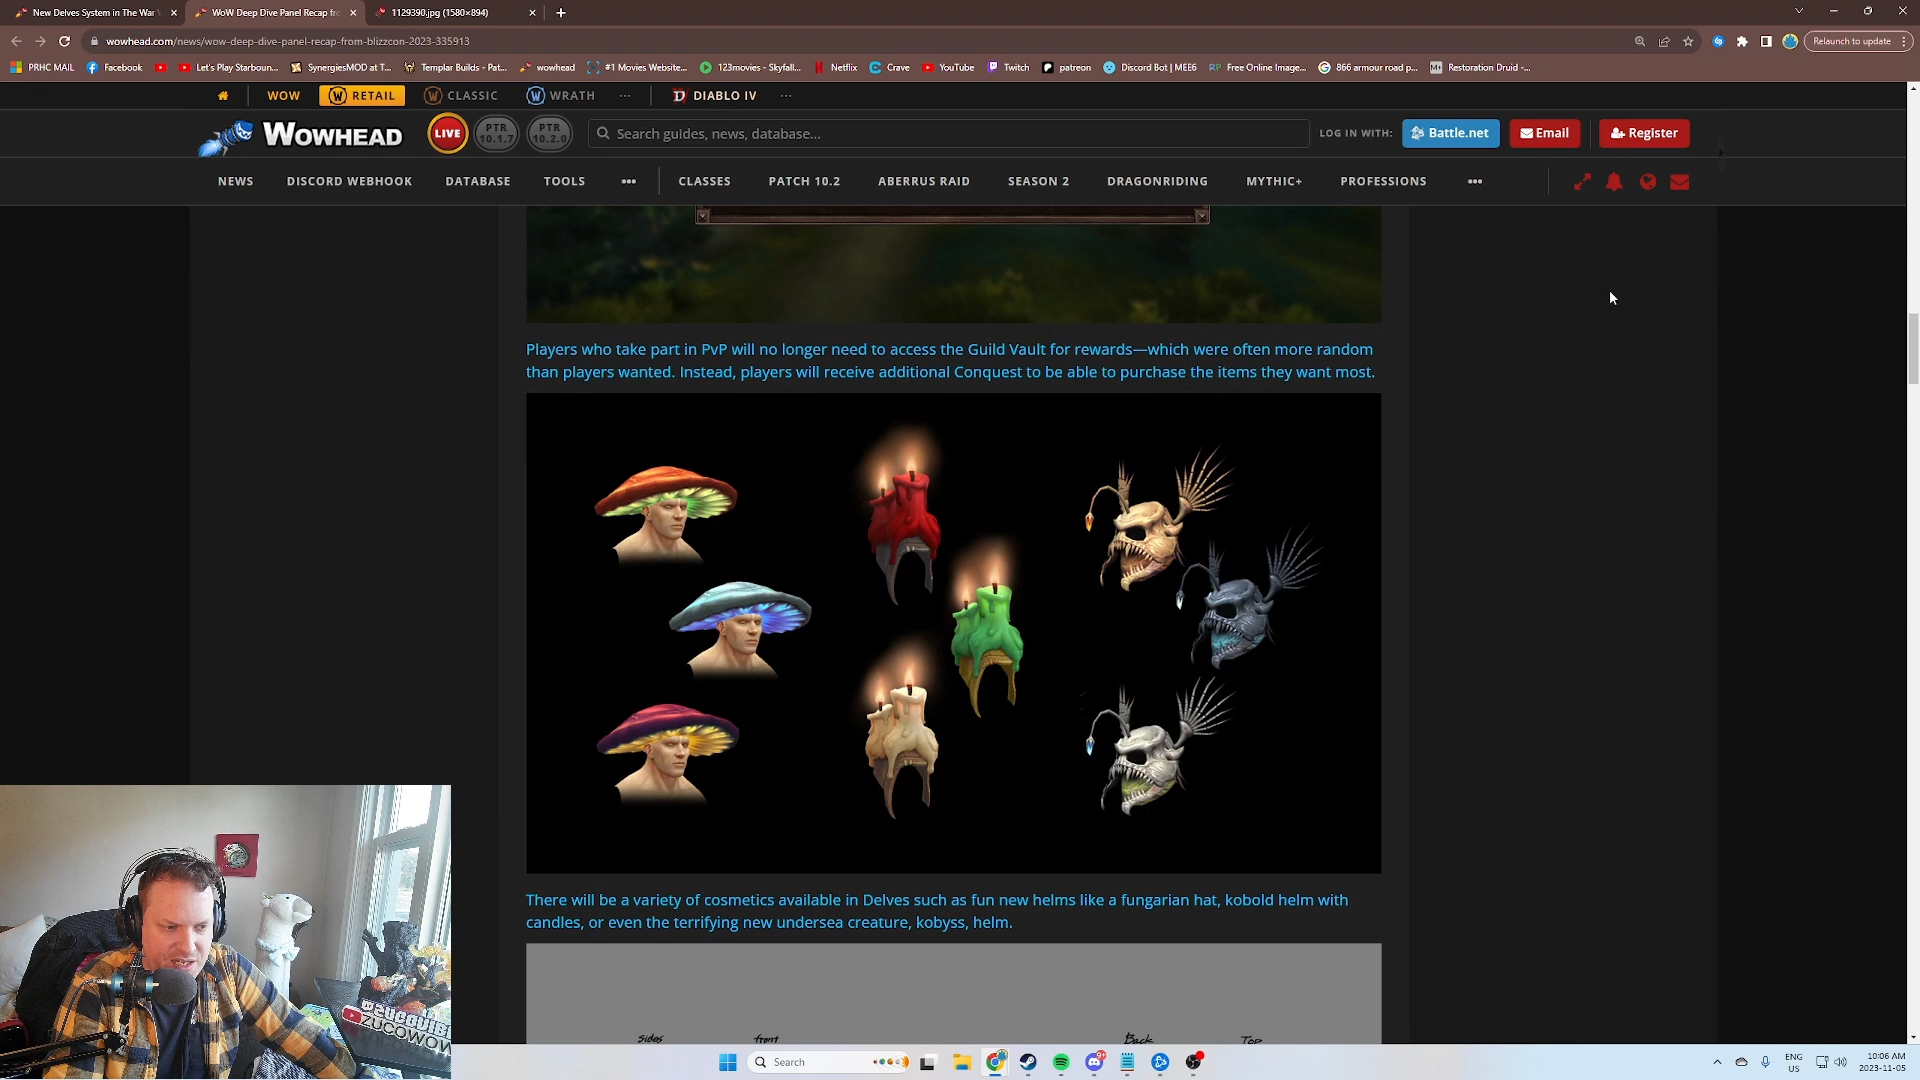 New Delves System in The War
WoW Deep Dive Panel Recap fr
1129390.jpg (1580×894)
wowhead.com/news/wow-deep-dive-panel-recap-from-blizzcon-2023-335913
Relaunch to update
PRHC MAIL
Facebook
Let's Play Starboun...
SynergiesMOD at T...
Templar Builds - Pat...
wowhead
#1 Movies Website...
123movies - Skyfall...
Netflix
Crave
YouTube
Twitch
patreon
Discord Bot | MEE6
RP Free Online Image...
866 armour road p...
Restoration Druid -...
WOW
RETAIL
CLASSIC
WRATH
...
DIABLO IV
...
WOWHEAD
LIVE
PTR 10.1.7
PTR 10.2.0
Search guides, news, database...
LOG IN WITH:
Battle.net
Email
Register
NEWS
DISCORD WEBHOOK
DATABASE
TOOLS
•••
CLASSES
PATCH 10.2
ABERRUS RAID
SEASON 2
DRAGONRIDING
MYTHIC+
PROFESSIONS
•••
Players who take part in PvP will no longer need to access the Guild Vault for rewards—which were often more random
than players wanted. Instead, players will receive additional Conquest to be able to purchase the items they want most.
There will be a variety of cosmetics available in Delves such as fun new helms like a fungarian hat, kobold helm with
candles, or even the terrifying new undersea creature, kobyss, helm.
Sides
front
Back
Top
ZUCOWOW
Search
ENG
US
10:06 AM
2023-11-05